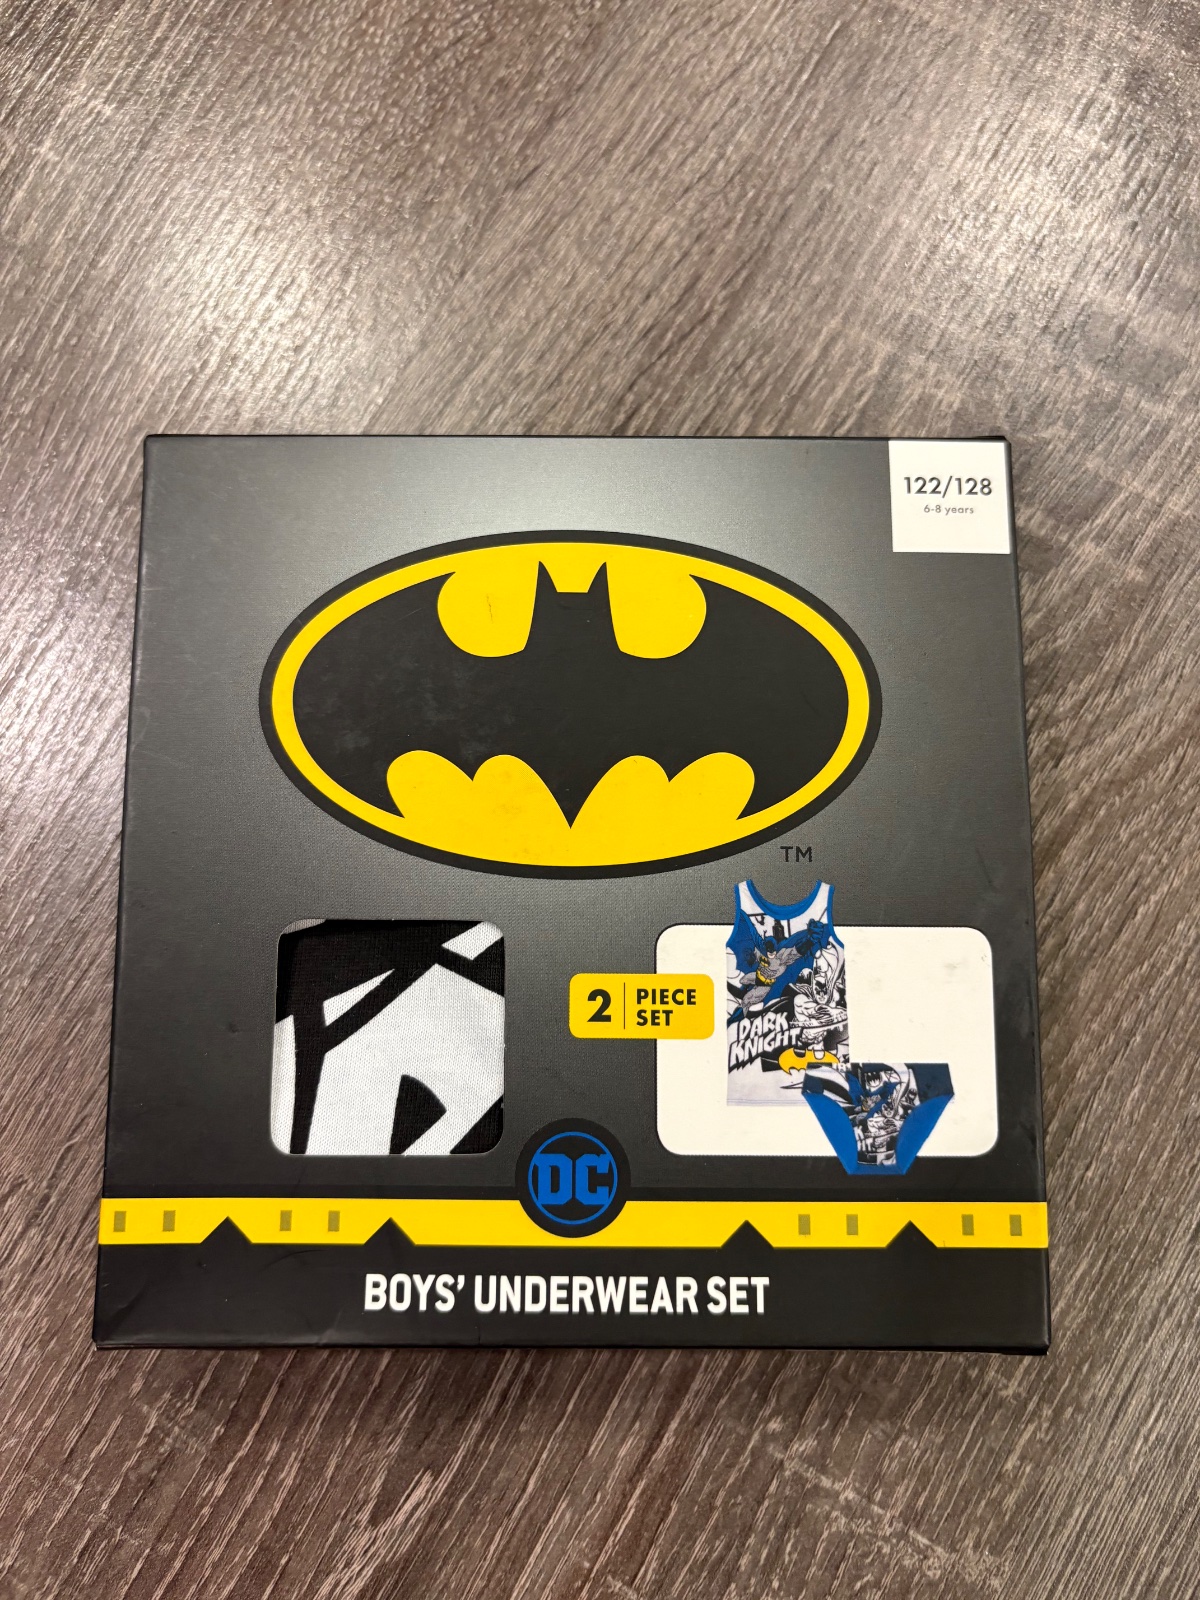 122/128
6-8 years
TM
2 PIECE
SET
DARK
KNIGHT
DC
BOYS' UNDERWEAR SET